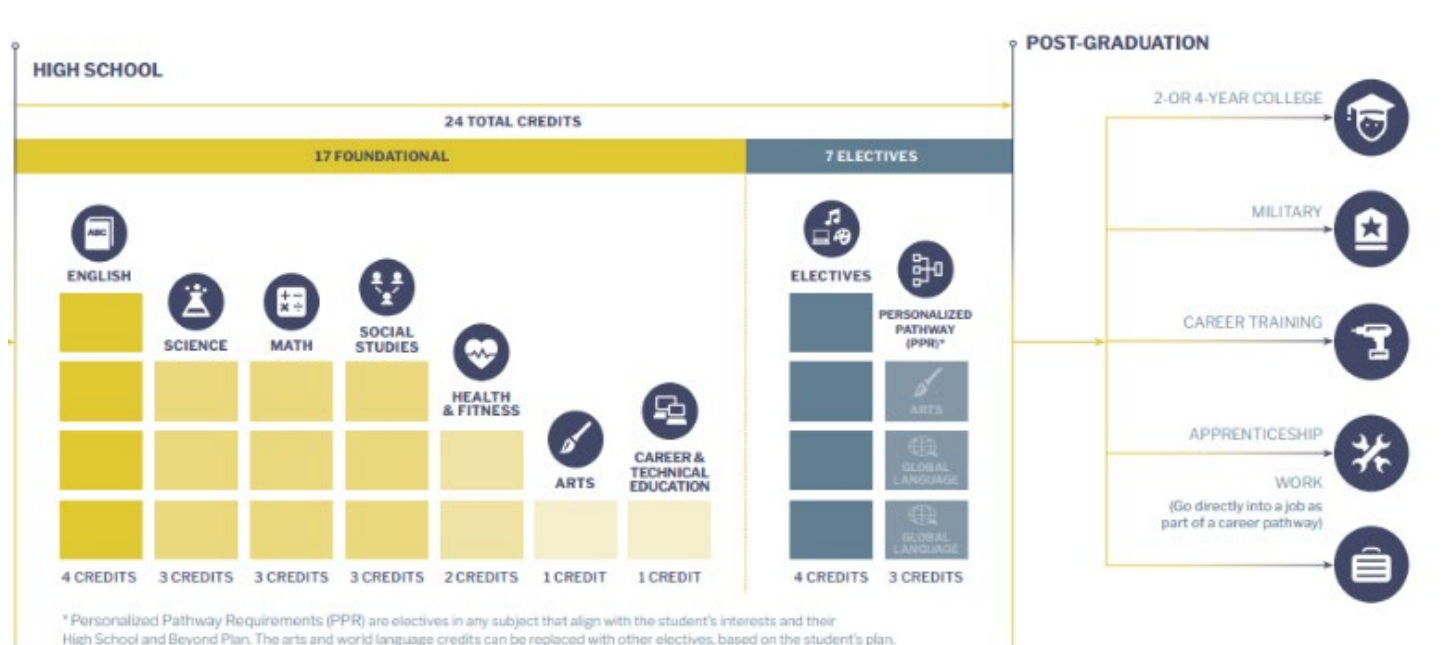 HIGH SCHOOL
POST-GRADUATION
24 TOTAL CREDITS
17 FOUNDATIONAL
7 ELECTIVES
ABC
ENGLISH
SCIENCE
MATH
SOCIAL
STUDIES
HEALTH
& FITNESS
ARTS
CAREER &
TECHNICAL
EDUCATION
ELECTIVES
PERSONALIZED
PATHWAY
(PPR)*
ARTS
GLOBAL
LANGUAGE
GLOBAL
LANGUAGE
4 CREDITS
3 CREDITS
3 CREDITS
3 CREDITS
2 CREDITS
1 CREDIT
1 CREDIT
4 CREDITS
3 CREDITS
* Personalized Pathway Requirements (PPR) are electives in any subject that align with the student's interests and their
High School and Beyond Plan. The arts and world language credits can be replaced with other electives, based on the student's plan.
2-OR 4-YEAR COLLEGE
MILITARY
CAREER TRAINING
APPRENTICESHIP
WORK
(Go directly into a job as
part of a career pathway)